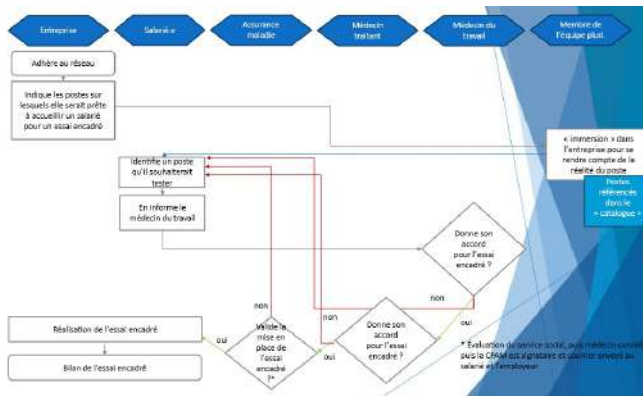 Entreprise
Salarié·e
Assurance
maladie
Médecin
traitant
Médecin du
travail
Membre de
l'équipe pluri.
Adhère au réseau
Indique les postes sur
lesquels elle serait prête
à accueillir un salarié
pour un essai encadré
« immersion » dans
l'entreprise pour se
rendre compte de la
réalité du poste
Postes
référencés
dans le
« catalogue »
Identifie un poste
qu'il souhaiterait
tester
En informe le
médecin du travail
Donne son
accord
pour l'essai
encadré ?
non
non
non
oui
Donne son
accord
pour l'essai
encadré ?
oui
Valide la
mise en
place de
l'essai
encadré
?*
oui
Réalisation de l'essai encadré
Bilan de l'essai encadré
* Évaluation du service social, puis médecin conseil
puis la CPAM est signataire et courrier envoyé au
salarié et l'employeur